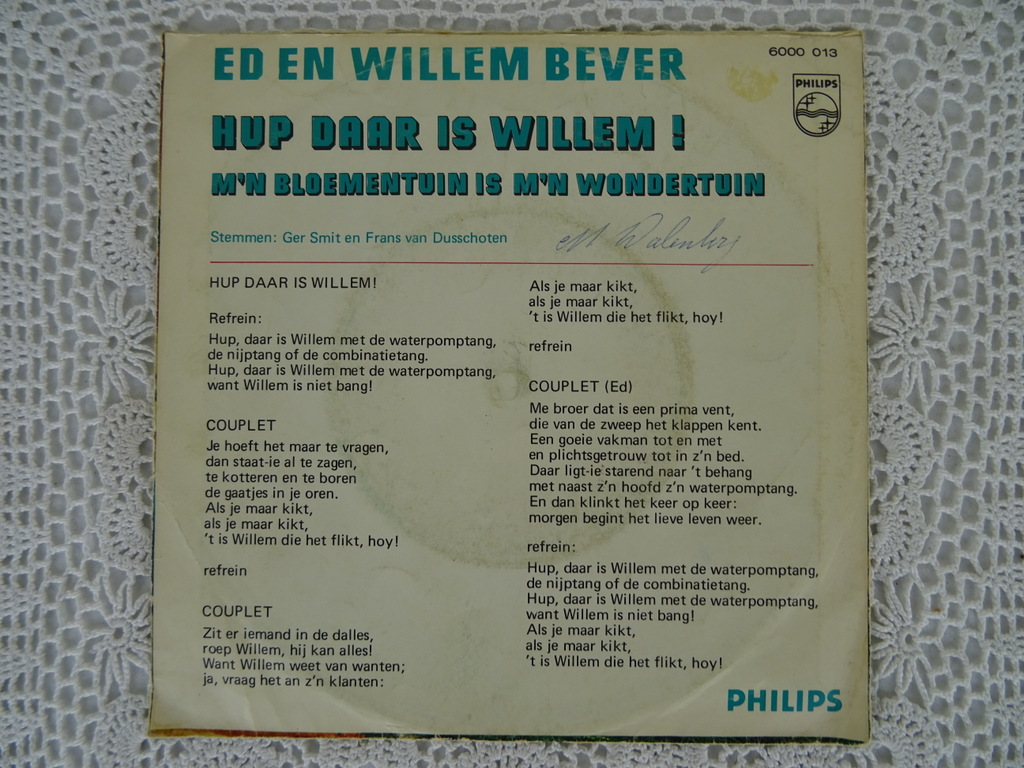 ED EN WILLEM BEVER
6000 013
PHILIPS
HUP DAAR IS WILLEM !
M'N BLOEMENTUIN IS M'N WONDERTUIN
Stemmen: Ger Smit en Frans van Dusschoten
HUP DAAR IS WILLEM!
Refrein:
Hup, daar is Willem met de waterpomptang,
de nijptang of de combinatietang.
Hup, daar is Willem met de waterpomptang,
want Willem is niet bang!
COUPLET
Je hoeft het maar te vragen,
dan staat-ie al te zagen,
te kotteren en te boren
de gaatjes in je oren.
Als je maar kikt,
als je maar kikt,
't is Willem die het flikt, hoy!
refrein
COUPLET
Zit er iemand in de dalles,
roep Willem, hij kan alles!
Want Willem weet van wanten;
ja, vraag het an z'n klanten:
Als je maar kikt,
als je maar kikt,
't is Willem die het flikt, hoy!
refrein
COUPLET (Ed)
Me broer dat is een prima vent,
die van de zweep het klappen kent.
Een goeie vakman tot en met
en plichtsgetrouw tot in z'n bed.
Daar ligt-ie starend naar 't behang
met naast z'n hoofd z'n waterpomptang.
En dan klinkt het keer op keer:
morgen begint het lieve leven weer.
refrein:
Hup, daar is Willem met de waterpomptang,
de nijptang of de combinatietang.
Hup, daar is Willem met de waterpomptang,
want Willem is niet bang!
Als je maar kikt,
als je maar kikt,
't is Willem die het flikt, hoy!
PHILIPS